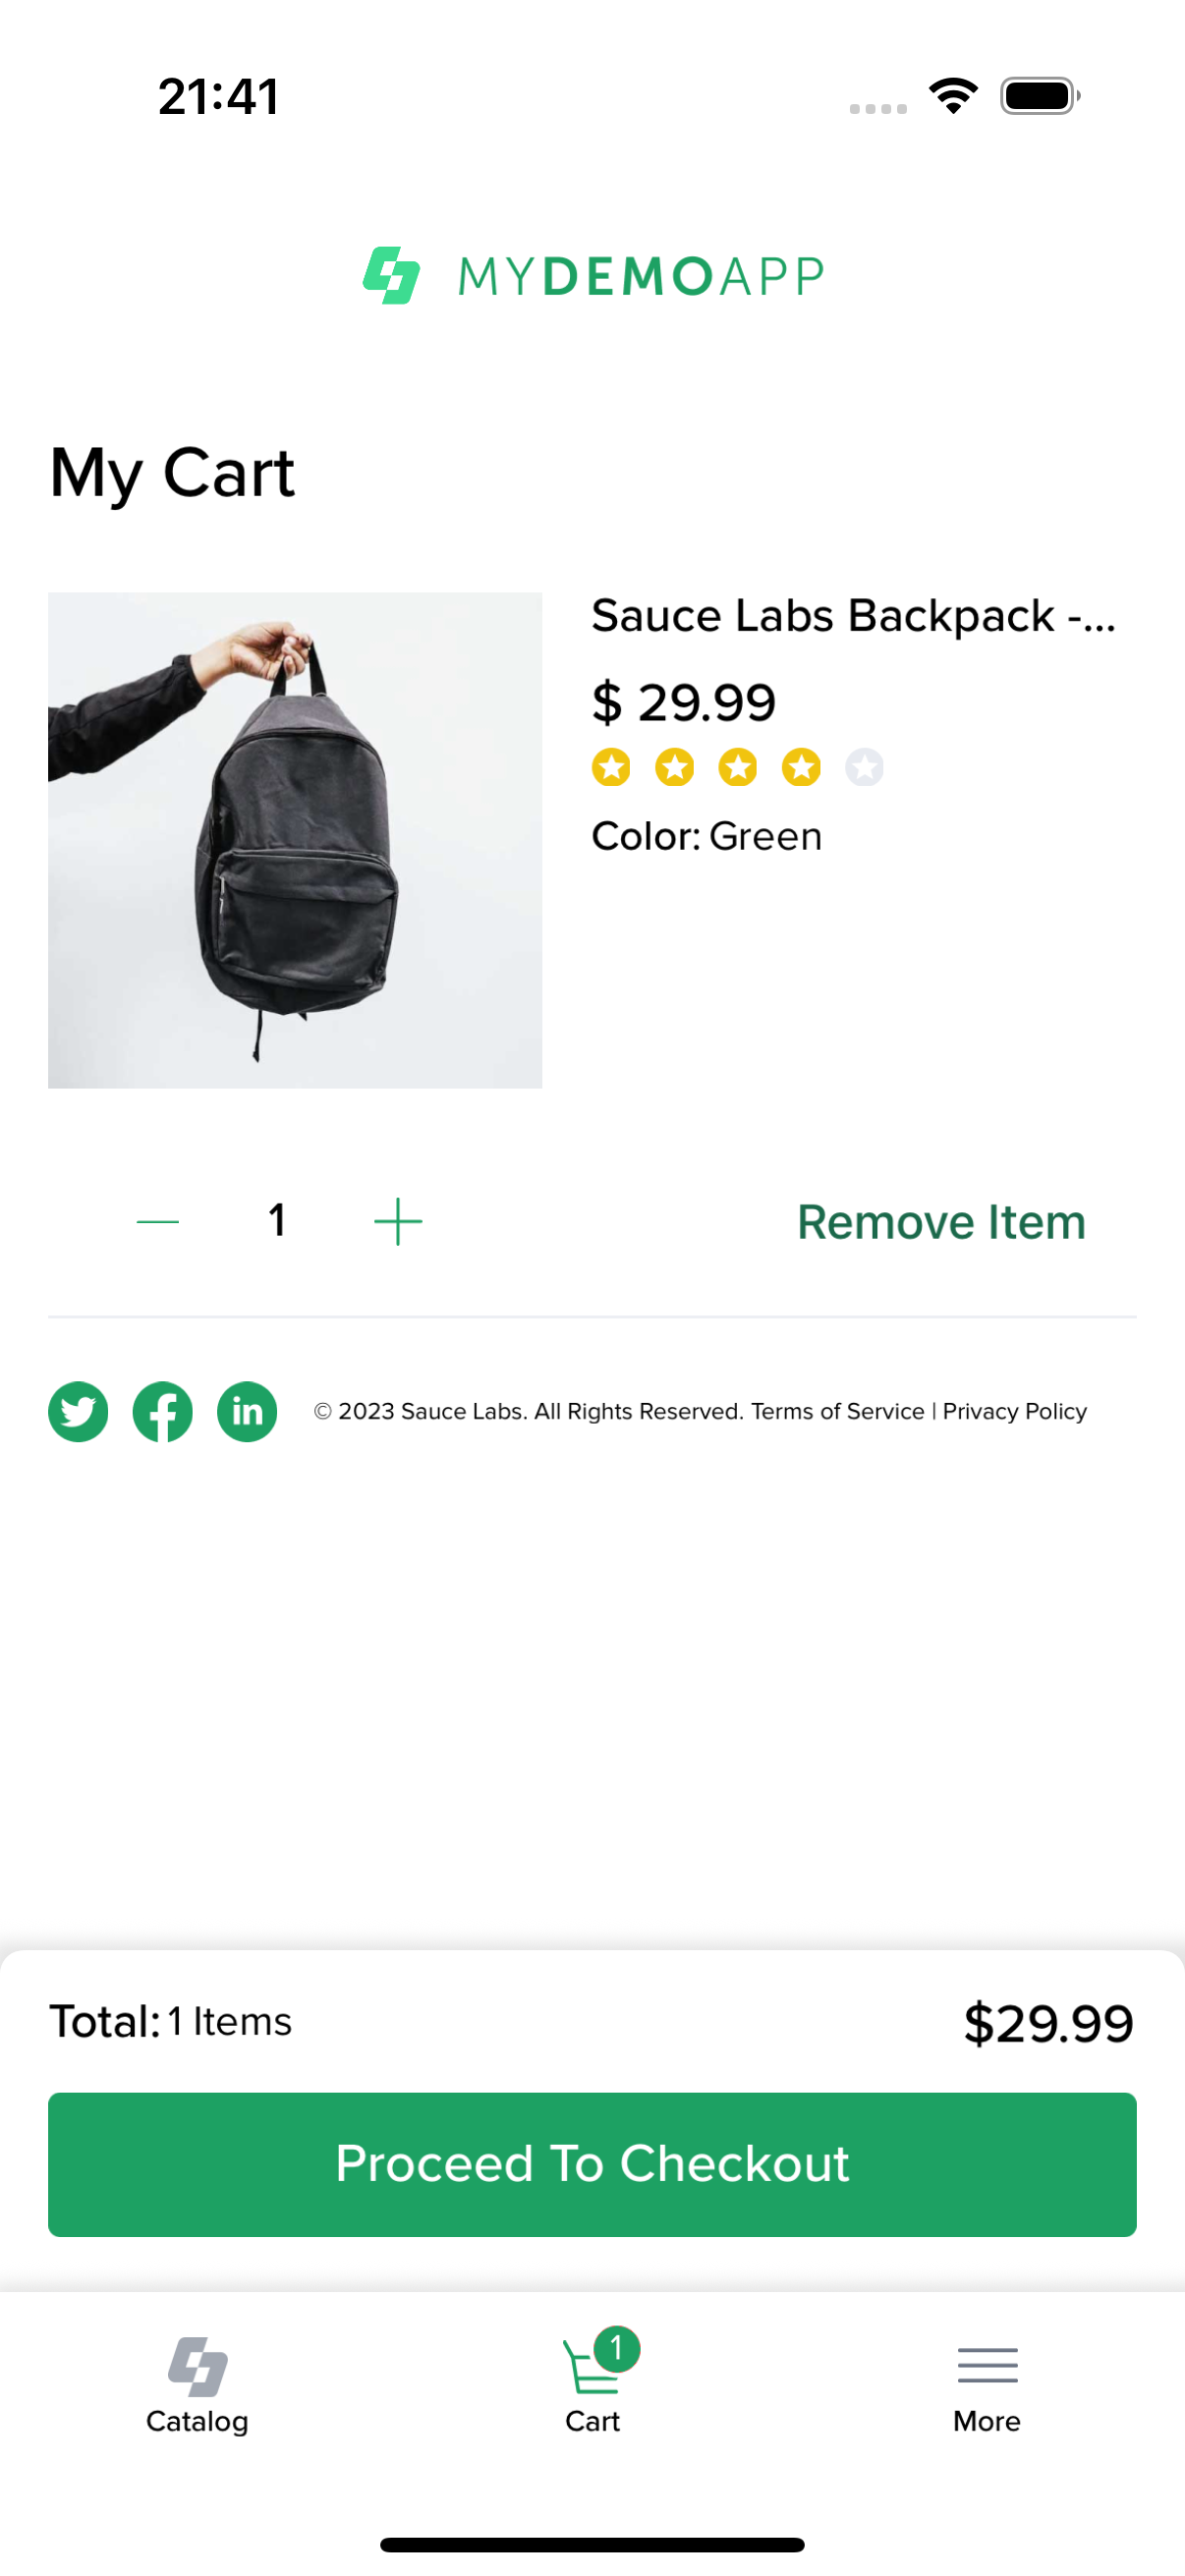 21:41
MYDEMOAPP
My Cart
Sauce Labs Backpack -...
$ 29.99
Color: Green
1
Remove Item
© 2023 Sauce Labs. All Rights Reserved. Terms of Service | Privacy Policy
Total: 1 Items
$29.99
Proceed To Checkout
1
Catalog
Cart
More